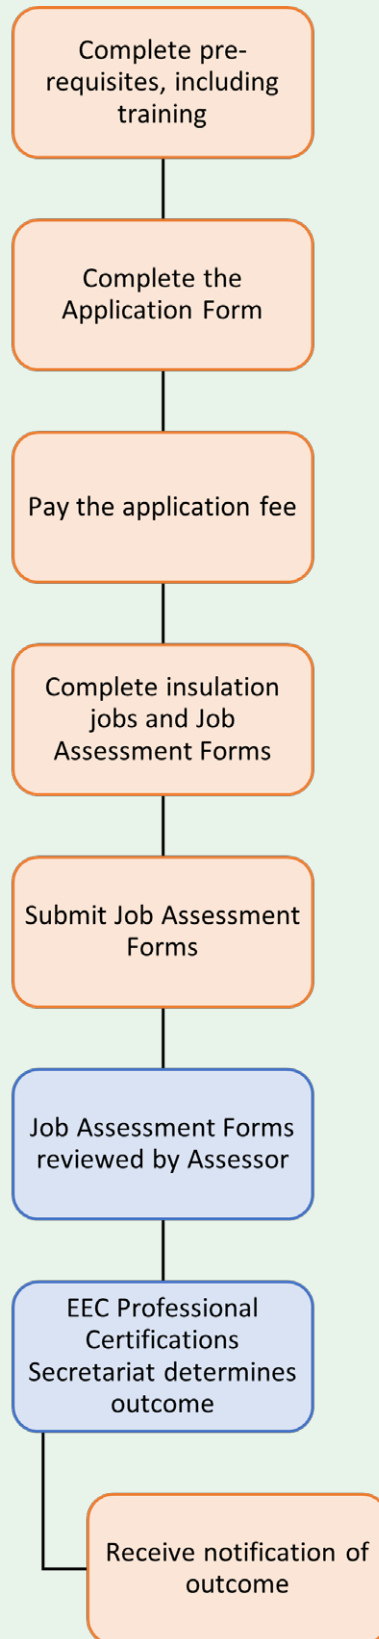 Complete pre-
requisites, including
training
Complete the
Application Form
Pay the application fee
Complete insulation
jobs and Job
Assessment Forms
Submit Job Assessment
Forms
Job Assessment Forms
reviewed by Assessor
EEC Professional
Certifications
Secretariat determines
outcome
Receive notification of
outcome